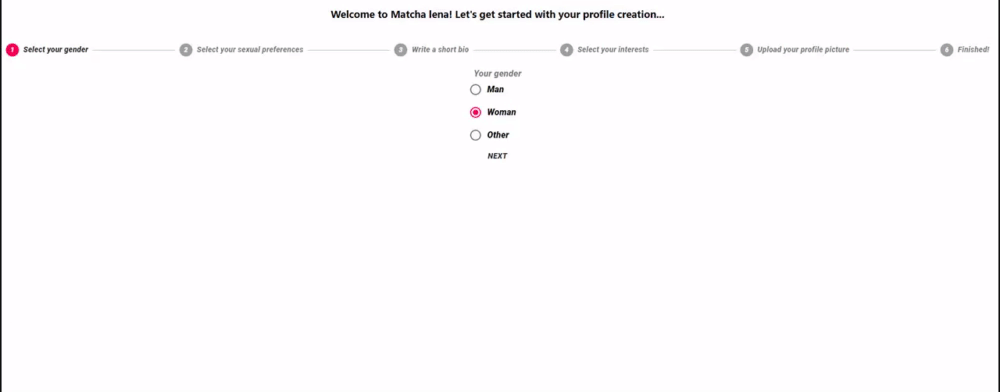 Welcome to Matcha lena! Let's get started with your profile creation...
1 Select your gender 2 Select your sexual preferences 3 Write a short bio 4 Select your interests 5 Upload your profile picture 6 Finished!
Your gender
Man
Woman
Other
NEXT